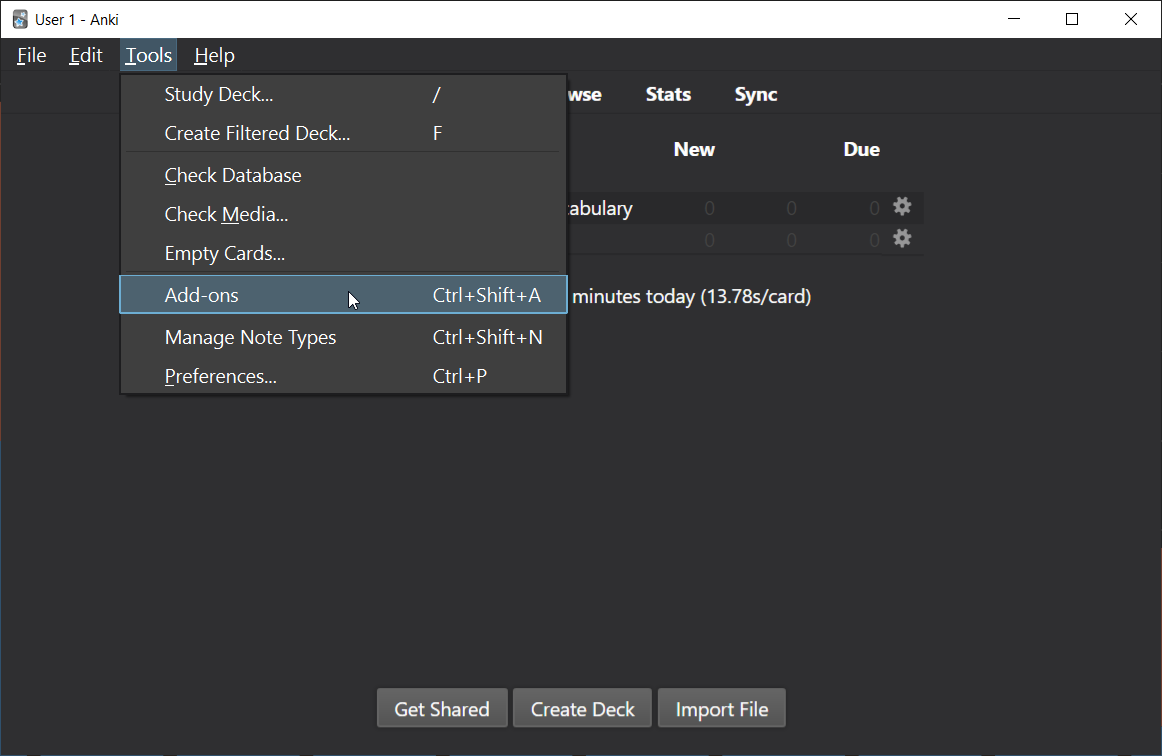 User 1 - Anki
File Edit Tools Help
Study Deck... /
Create Filtered Deck... F
Check Database
Check Media...
Empty Cards...
Add-ons Ctrl+Shift+A
Manage Note Types Ctrl+Shift+N
Preferences... Ctrl+P
wse Stats Sync
New Due
abulary 0 0 0
0 0 0
minutes today (13.78s/card)
Get Shared Create Deck Import File